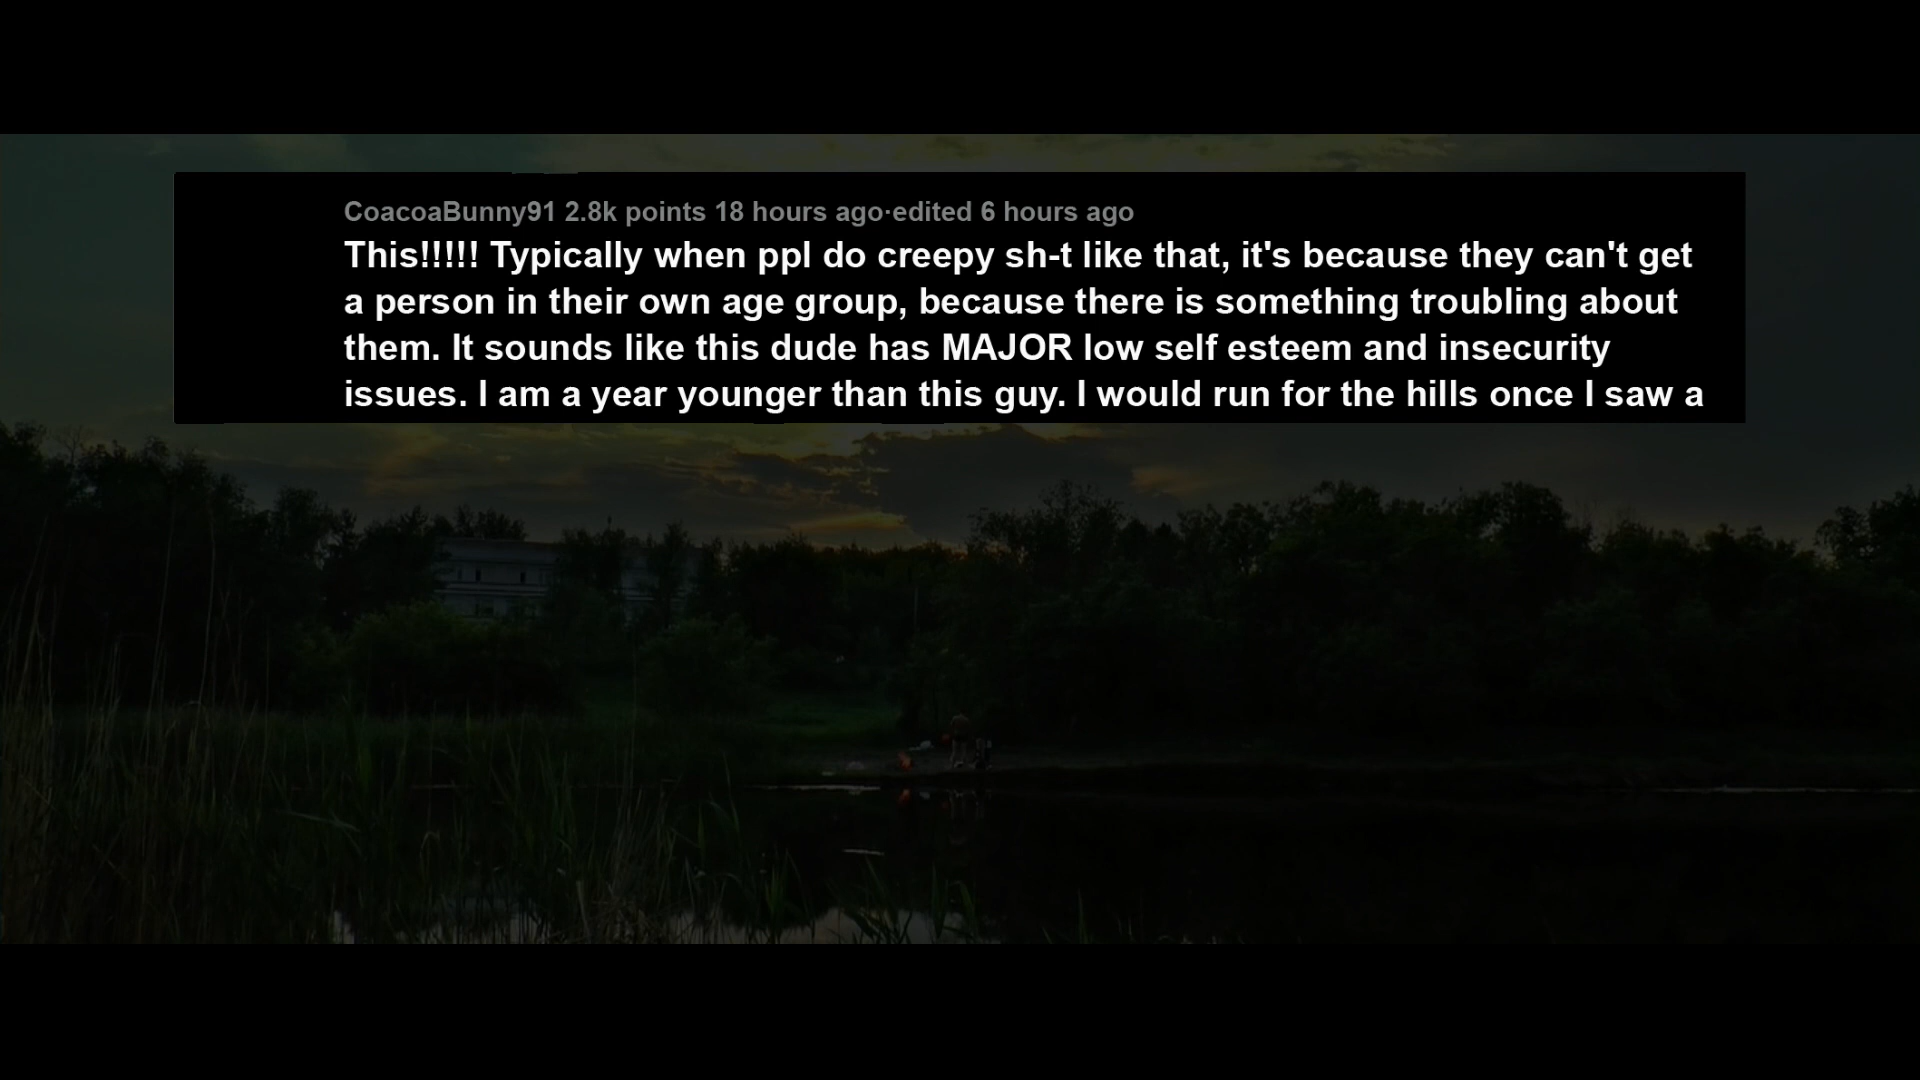 CoacoaBunny91 2.8k points 18 hours ago·edited 6 hours ago
This!!!!! Typically when ppl do creepy sh-t like that, it's because they can't get
a person in their own age group, because there is something troubling about
them. It sounds like this dude has MAJOR low self esteem and insecurity
issues. I am a year younger than this guy. I would run for the hills once I saw a